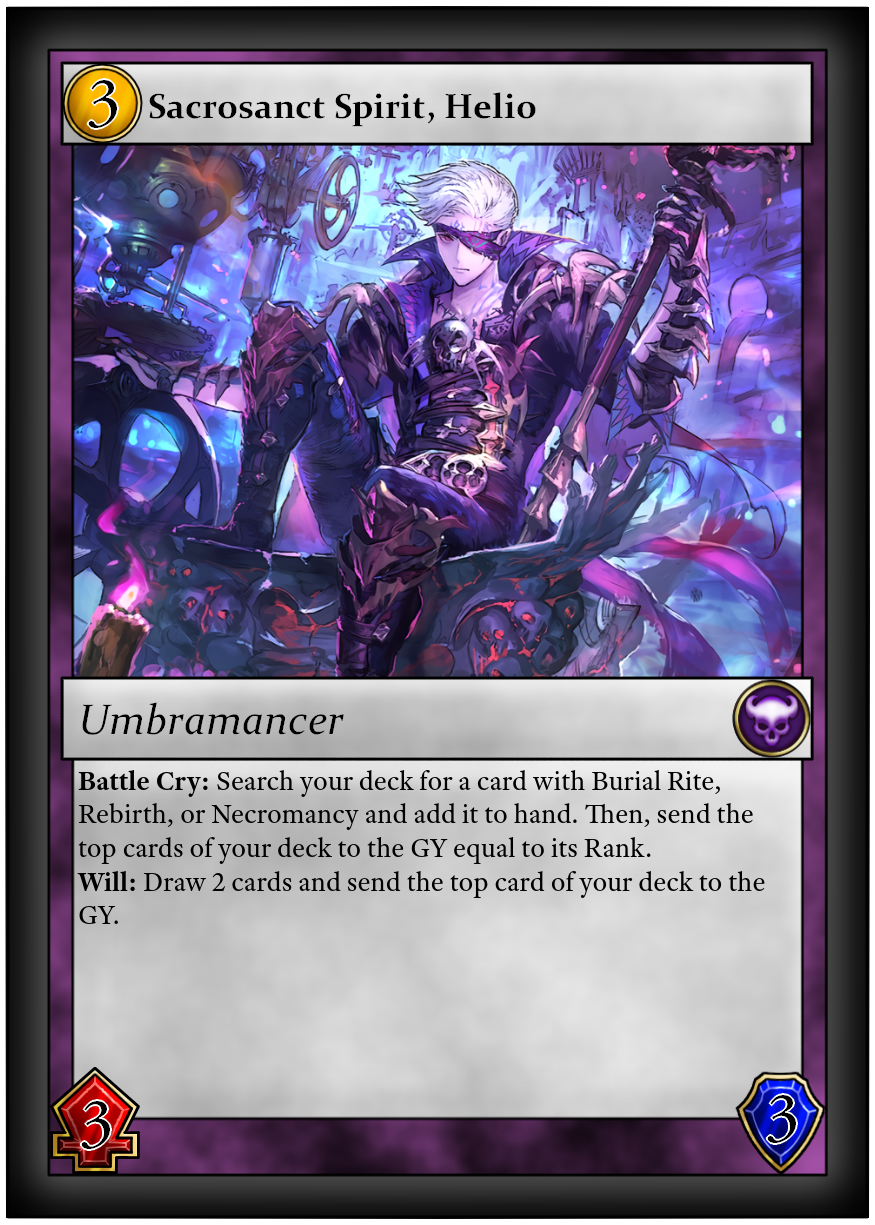 3 Sacrosanct Spirit, Helio
Umbramancer
Battle Cry: Search your deck for a card with Burial Rite,
Rebirth, or Necromancy and add it to hand. Then, send the
top cards of your deck to the GY equal to its Rank.
Will: Draw 2 cards and send the top card of your deck to the
GY.
3 3